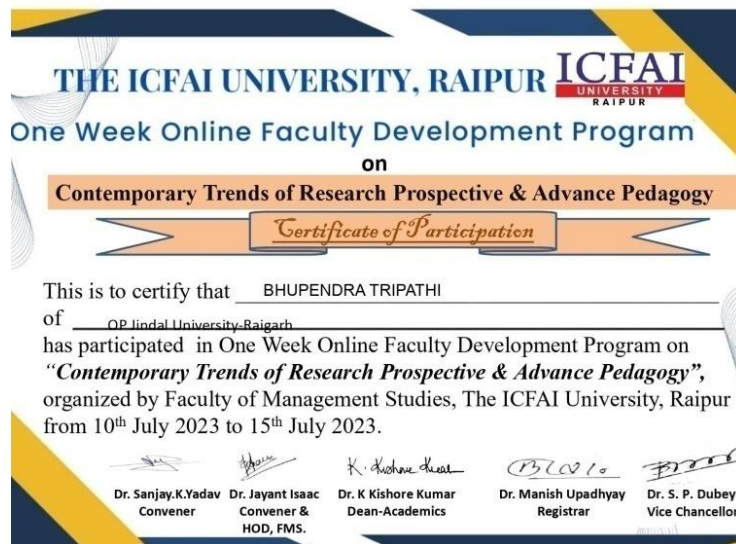 THE ICFAI UNIVERSITY, RAIPUR
ICFAI
UNIVERSITY
RAIPUR
One Week Online Faculty Development Program
on
Contemporary Trends of Research Prospective & Advance Pedagogy
Certificate of Participation
This is to certify that BHUPENDRA TRIPATHI
of OP Jindal University-Raigarh
has participated in One Week Online Faculty Development Program on
“Contemporary Trends of Research Prospective & Advance Pedagogy”,
organized by Faculty of Management Studies, The ICFAI University, Raipur
from 10th July 2023 to 15th July 2023.
K. Kishore Kumar
Dr. Sanjay.K.Yadav Dr. Jayant Isaac Dr. K Kishore Kumar Dr. Manish Upadhyay Dr. S. P. Dubey
Convener Convener & Dean-Academics Registrar Vice Chancellor
HOD, FMS.